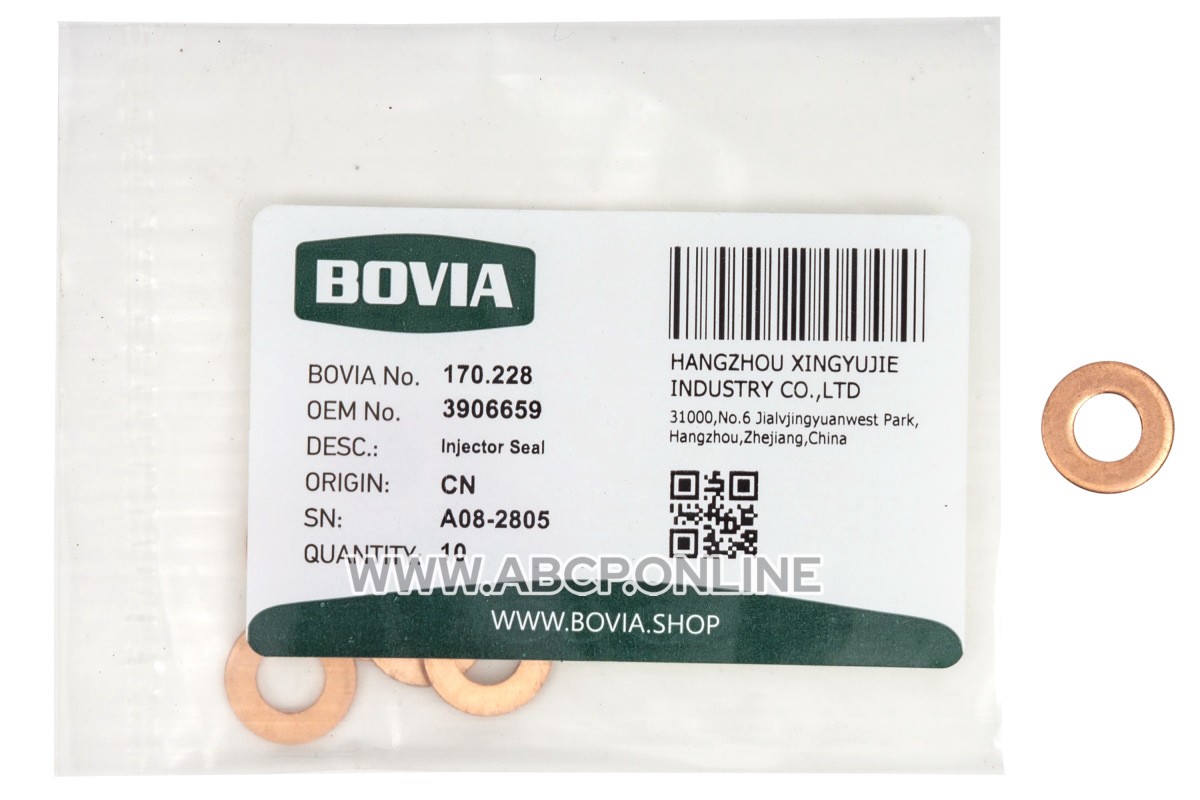 BOVIA
BOVIA No. 170.228
OEM No. 3906659
DESC.: Injector Seal
ORIGIN: CN
SN: A08-2805
QUANTITY: 10
HANGZHOU XINGYUJIE
INDUSTRY CO.,LTD
31000,No.6 Jialvjingyuanwest Park,
Hangzhou,Zhejiang,China
WWW.ABCP.ONLINE
WWW.BOVIA.SHOP